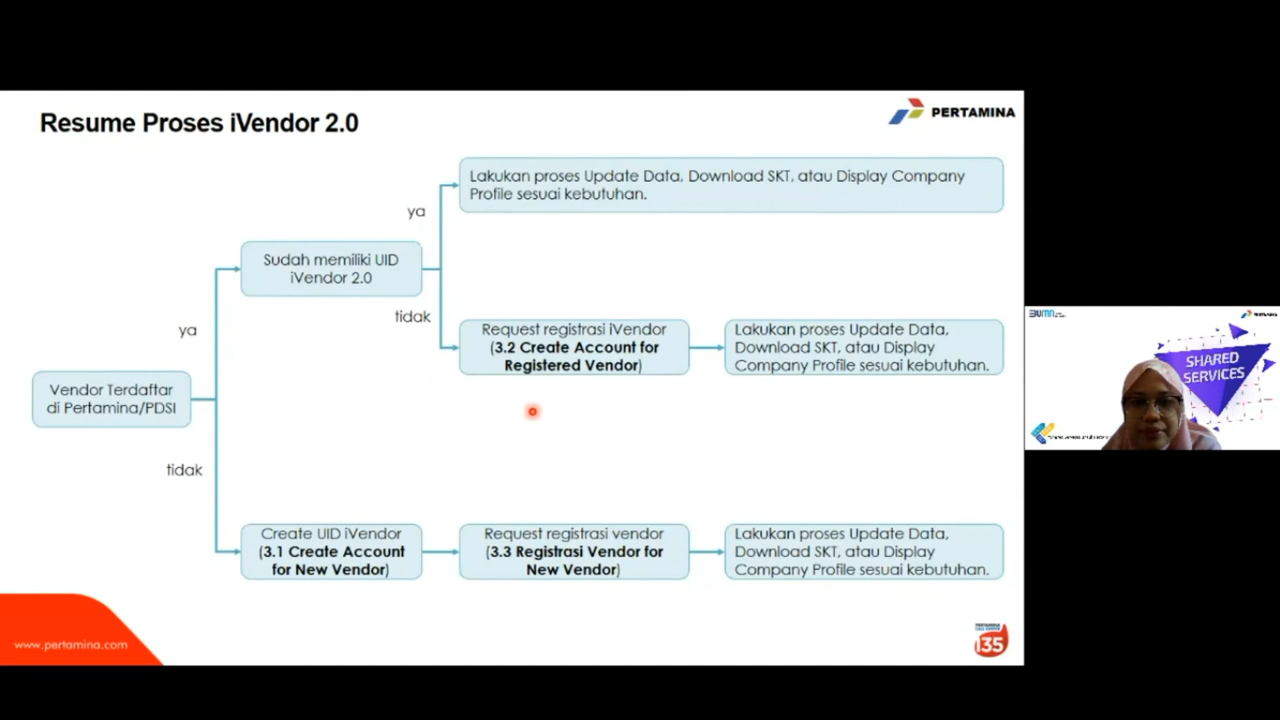 Resume Proses iVendor 2.0
PERTAMINA
Lakukan proses Update Data, Download SKT, atau Display Company
Profile sesuai kebutuhan.
ya
Sudah memiliki UID
iVendor 2.0
tidak
Request registrasi iVendor
(3.2 Create Account for
Registered Vendor)
Lakukan proses Update Data,
Download SKT, atau Display
Company Profile sesuai kebutuhan.
ya
Vendor Terdaftar
di Pertamina/PDSI
tidak
Create UID iVendor
(3.1 Create Account
for New Vendor)
Request registrasi vendor
(3.3 Registrasi Vendor for
New Vendor)
Lakukan proses Update Data,
Download SKT, atau Display
Company Profile sesuai kebutuhan.
www.pertamina.com
PERTAMINA
135
BUMN
PERTAMINA
SHARED
SERVICES